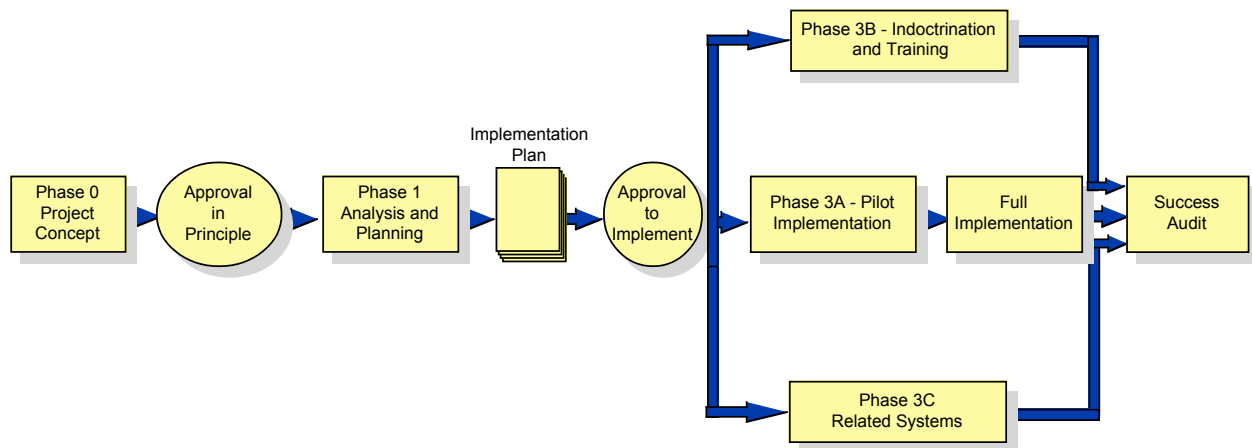 Phase 0
Project
Concept
Approval
in
Principle
Phase 1
Analysis and
Planning
Implementation
Plan
Approval
to
Implement
Phase 3B - Indoctrination
and Training
Phase 3A - Pilot
Implementation
Full
Implementation
Phase 3C
Related Systems
Success
Audit